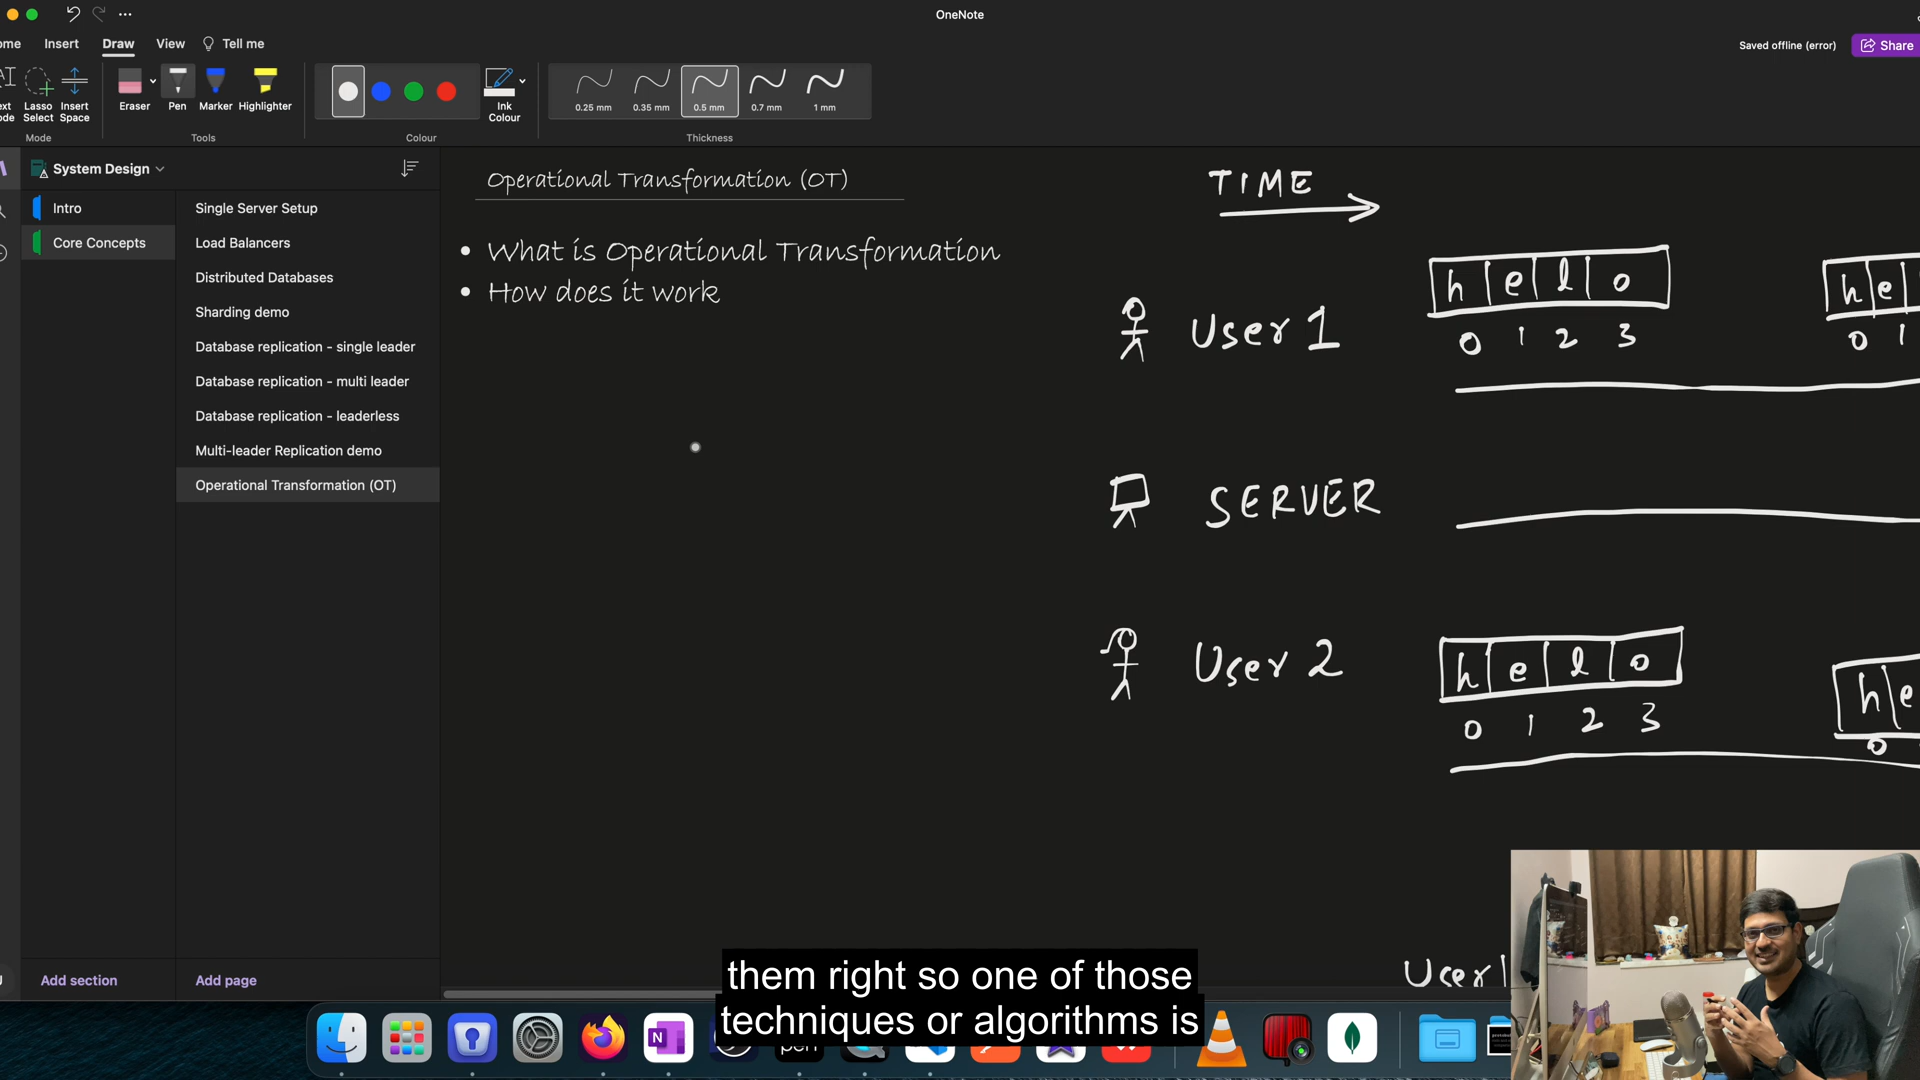 OneNote
ome Insert Draw View Tell me
Saved offline (error) Share
Eraser Pen Marker Highlighter
Lasso Select
Insert Space
Ink Colour
0.25 mm 0.35 mm 0.5 mm 0.7 mm 1 mm
Mode Tools Colour Thickness
System Design
Intro
Core Concepts
Single Server Setup
Load Balancers
Distributed Databases
Sharding demo
Database replication - single leader
Database replication - multi leader
Database replication - leaderless
Multi-leader Replication demo
Operational Transformation (OT)
Add section
Add page
Operational Transformation (OT)
• What is Operational Transformation
• How does it work
TIME
h e l o
0 1 2 3
h e
0 1
User 1
SERVER
User 2
h e l o
0 1 2 3
h e
0
User 1
them right so one of those
techniques or algorithms is